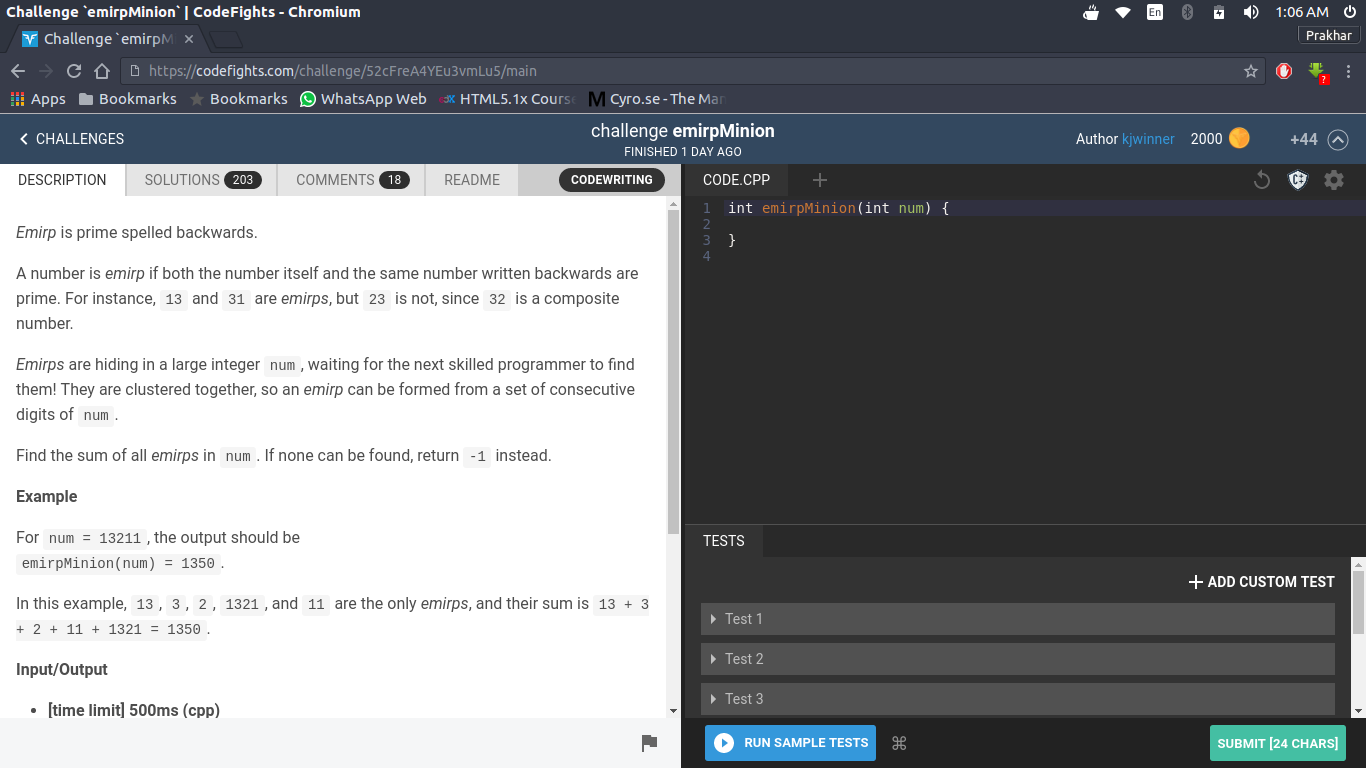 Challenge `emirpMinion` | CodeFights - Chromium
En
1:06 AM
Challenge `emirpM
Prakhar
https://codefights.com/challenge/52cFreA4YEu3vmLu5/main
?
Apps
Bookmarks
Bookmarks
WhatsApp Web
HTML5.1x Course
Cyro.se - The Man
CHALLENGES
challenge emirpMinion
FINISHED 1 DAY AGO
Author kjwinner
2000
+44
DESCRIPTION
SOLUTIONS 203
COMMENTS 18
README
CODEWRITING
CODE.CPP
Emirp is prime spelled backwards.
A number is emirp if both the number itself and the same number written backwards are
prime. For instance, 13 and 31 are emirps, but 23 is not, since 32 is a composite
number.
Emirps are hiding in a large integer num, waiting for the next skilled programmer to find
them! They are clustered together, so an emirp can be formed from a set of consecutive
digits of num.
Find the sum of all emirps in num. If none can be found, return -1 instead.
Example
For num = 13211, the output should be
emirpMinion(num) = 1350.
In this example, 13, 3, 2, 1321, and 11 are the only emirps, and their sum is 13 + 3
+ 2 + 11 + 1321 = 1350.
Input/Output
• [time limit] 500ms (cpp)
1 int emirpMinion(int num) {
2
3 }
4
TESTS
ADD CUSTOM TEST
Test 1
Test 2
Test 3
RUN SAMPLE TESTS
⌘
SUBMIT [24 CHARS]